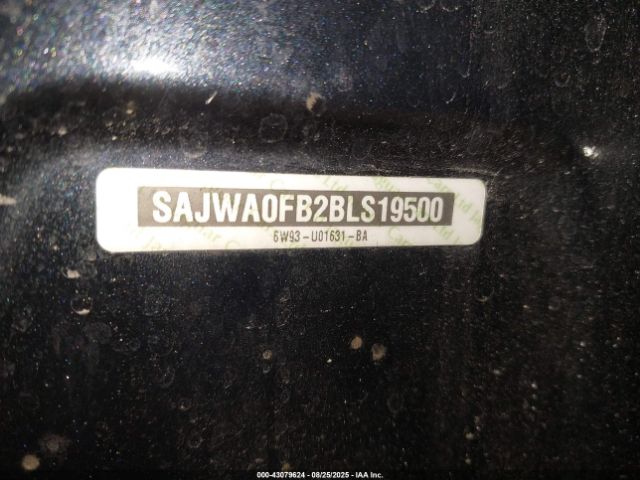 SAJWA0FB2BLS19500
6W93-U01631-BA
000-43079624 - 08/25/2025 - IAA Inc.